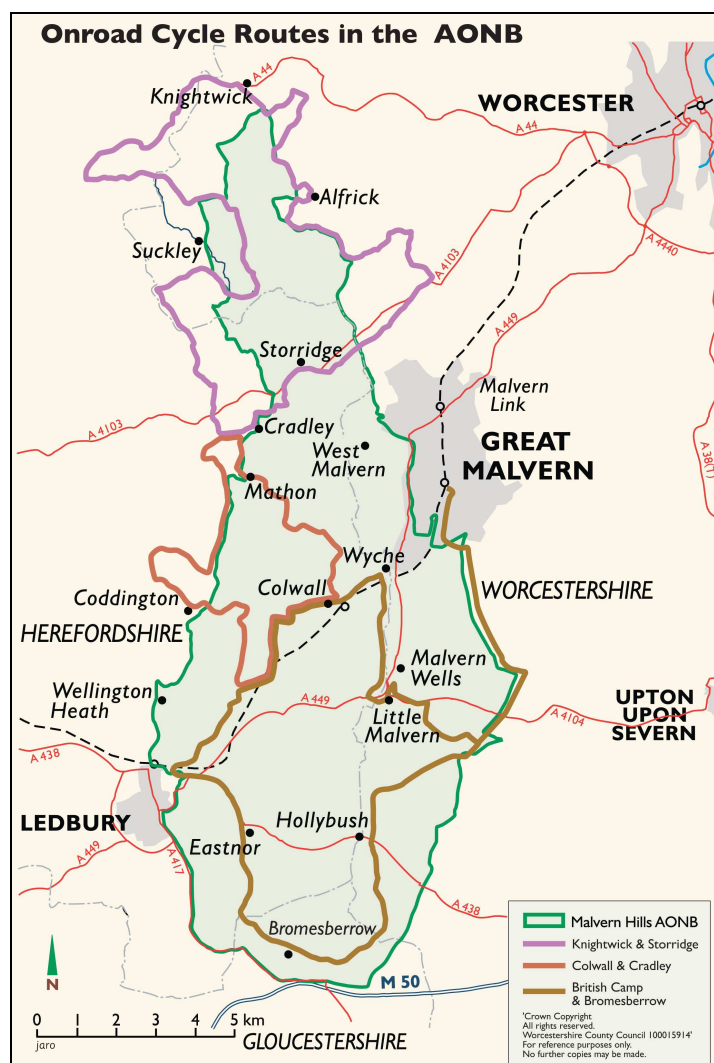 Onroad Cycle Routes in the AONB
A 44
Knightwick
WORCESTER
A 44
Alfrick
Suckley
A 4103
A 4440
A 449
Storridge
Malvern
Link
A 4103
Cradley
West
Malvern
GREAT
MALVERN
A 38(T)
Mathon
Wyche
Coddington
Colwall
WORCESTERSHIRE
HEREFORDSHIRE
Malvern
Wells
Wellington
Heath
A 449
Little
Malvern
A 4104
UPTON
UPON
SEVERN
A 438
LEDBURY
Hollybush
Eastnor
A 449
A 417
A 438
Bromesberrow
N
M 50
0 1 2 3 4 5 km
jaro
GLOUCESTERSHIRE
Malvern Hills AONB
Knightwick & Storridge
Colwall & Cradley
British Camp
& Bromesberrow
'Crown Copyright
All rights reserved.
Worcestershire County Council 100015914'
For reference purposes only.
No further copies may be made.